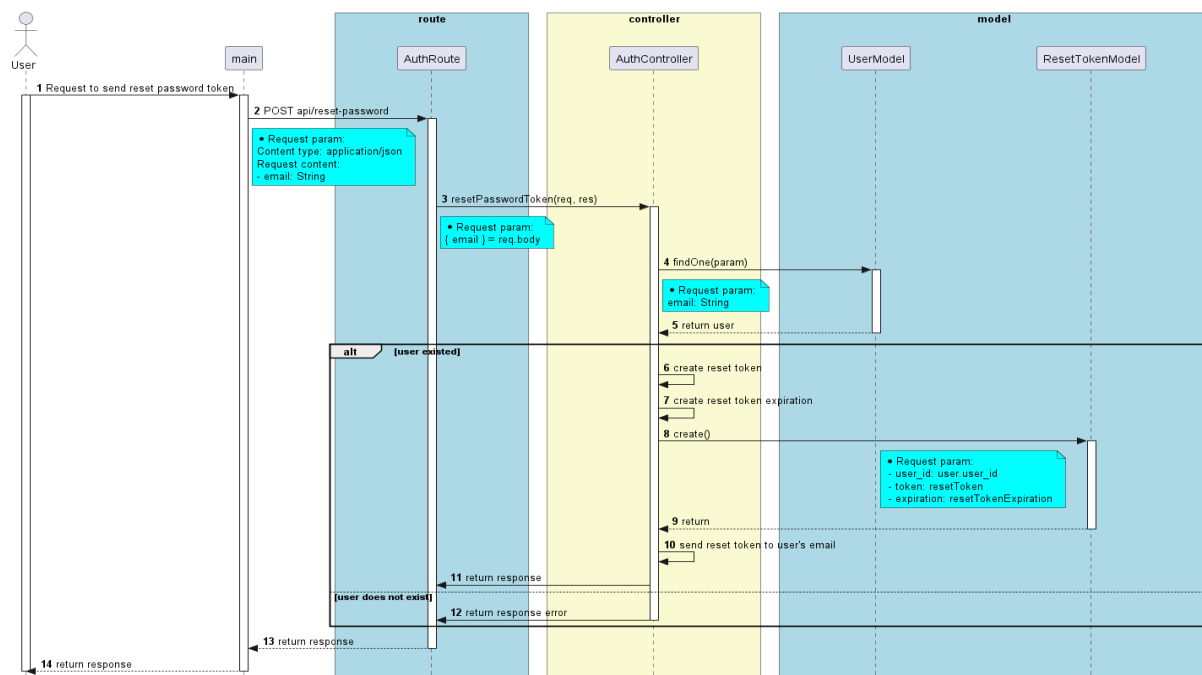 route
controller
model
User
main
AuthRoute
AuthController
UserModel
ResetTokenModel
1 Request to send reset password token
2 POST api/reset-password
• Request param:
Content type: application/json
Request content:
- email: String
3 resetPasswordToken(req, res)
• Request param:
{ email } = req.body
4 findOne(param)
• Request param:
email: String
5 return user
alt [user existed]
6 create reset token
7 create reset token expiration
8 create()
• Request param:
- user_id: user.user_id
- token: resetToken
- expiration: resetTokenExpiration
9 return
10 send reset token to user's email
11 return response
[user does not exist]
12 return response error
13 return response
14 return response